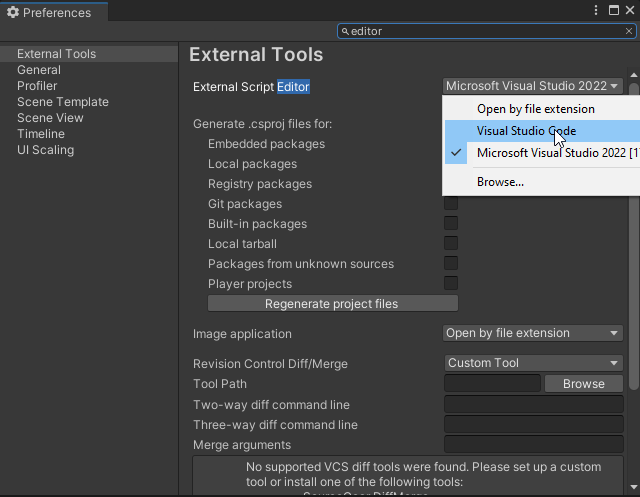 Preferences
editor
External Tools
General
Profiler
Scene Template
Scene View
Timeline
UI Scaling
External Tools
External Script Editor
Microsoft Visual Studio 2022
Open by file extension
Visual Studio Code
Microsoft Visual Studio 2022 [1
Browse...
Generate .csproj files for:
Embedded packages
Local packages
Registry packages
Git packages
Built-in packages
Local tarball
Packages from unknown sources
Player projects
Regenerate project files
Image application
Open by file extension
Revision Control Diff/Merge
Custom Tool
Tool Path
Browse
Two-way diff command line
Three-way diff command line
Merge arguments
No supported VCS diff tools were found. Please set up a custom
tool or install one of the following tools: